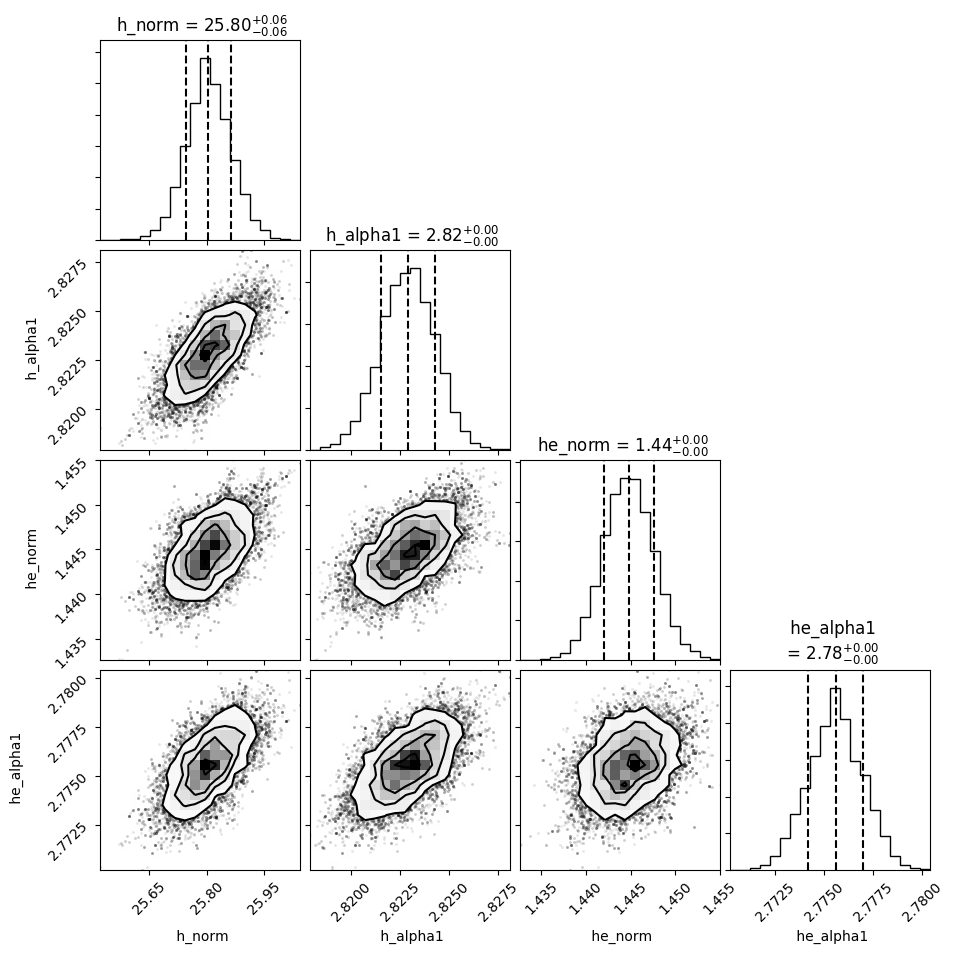 h_norm = 25.80+0.06 −0.06
h_alpha1 = 2.82+0.00 −0.00
he_norm = 1.44+0.00 −0.00
he_alpha1
= 2.78+0.00 −0.00
h_alpha1
2.8275
2.8250
2.8225
2.8200
he_norm
1.455
1.450
1.445
1.440
1.435
he_alpha1
2.7800
2.7775
2.7750
2.7725
25.65 25.80 25.95
2.8200 2.8225 2.8250 2.8275
1.435 1.440 1.445 1.450 1.455
2.7725 2.7750 2.7775 2.7800
h_norm
h_alpha1
he_norm
he_alpha1